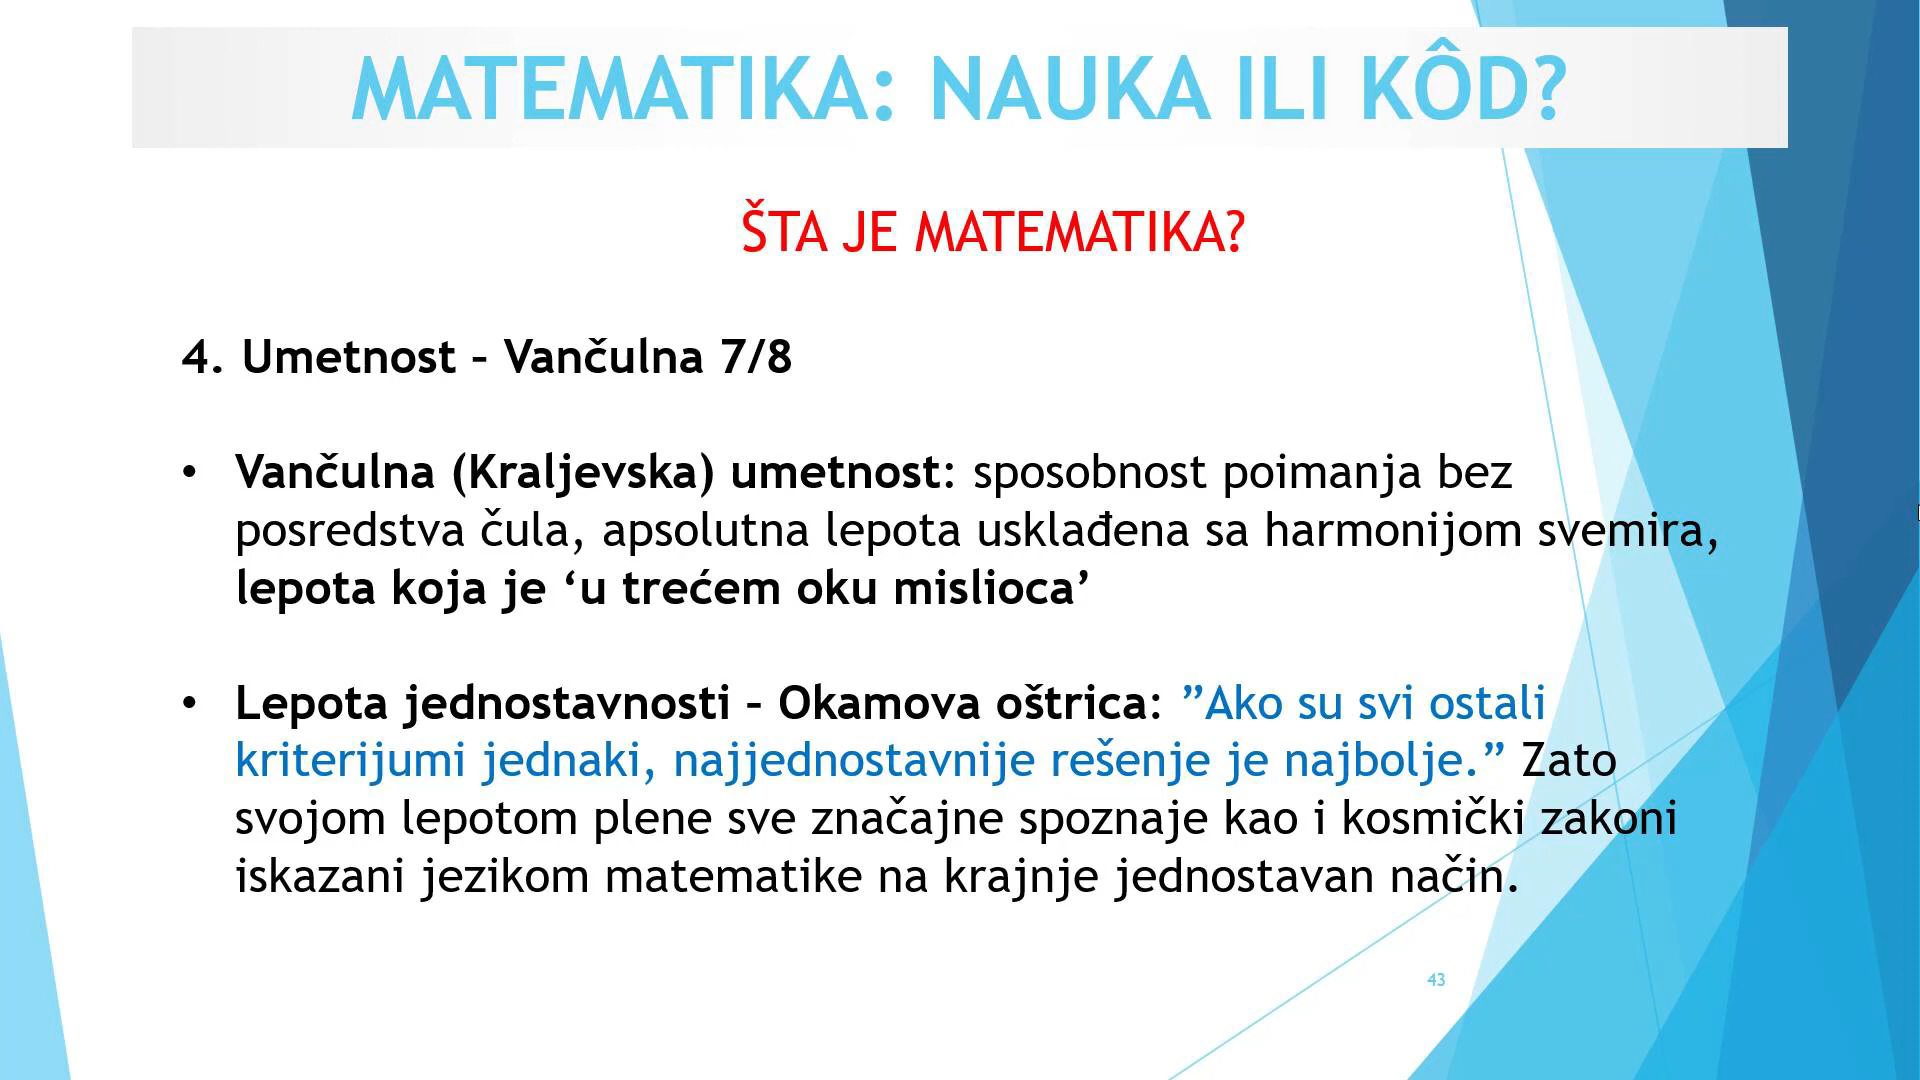 MATEMATIKA: NAUKA ILI KÔD?
ŠTA JE MATEMATIKA?
4. Umetnost – Vančulna 7/8
• Vančulna (Kraljevska) umetnost: sposobnost poimanja bez
posredstva čula, apsolutna lepota usklađena sa harmonijom svemira,
lepota koja je ‘u trećem oku mislioca’
• Lepota jednostavnosti – Okamova oštrica: ”Ako su svi ostali
kriterijumi jednaki, najjednostavnije rešenje je najbolje.” Zato
svojom lepotom plene sve značajne spoznaje kao i kosmički zakoni
iskazani jezikom matematike na krajnje jednostavan način.
43